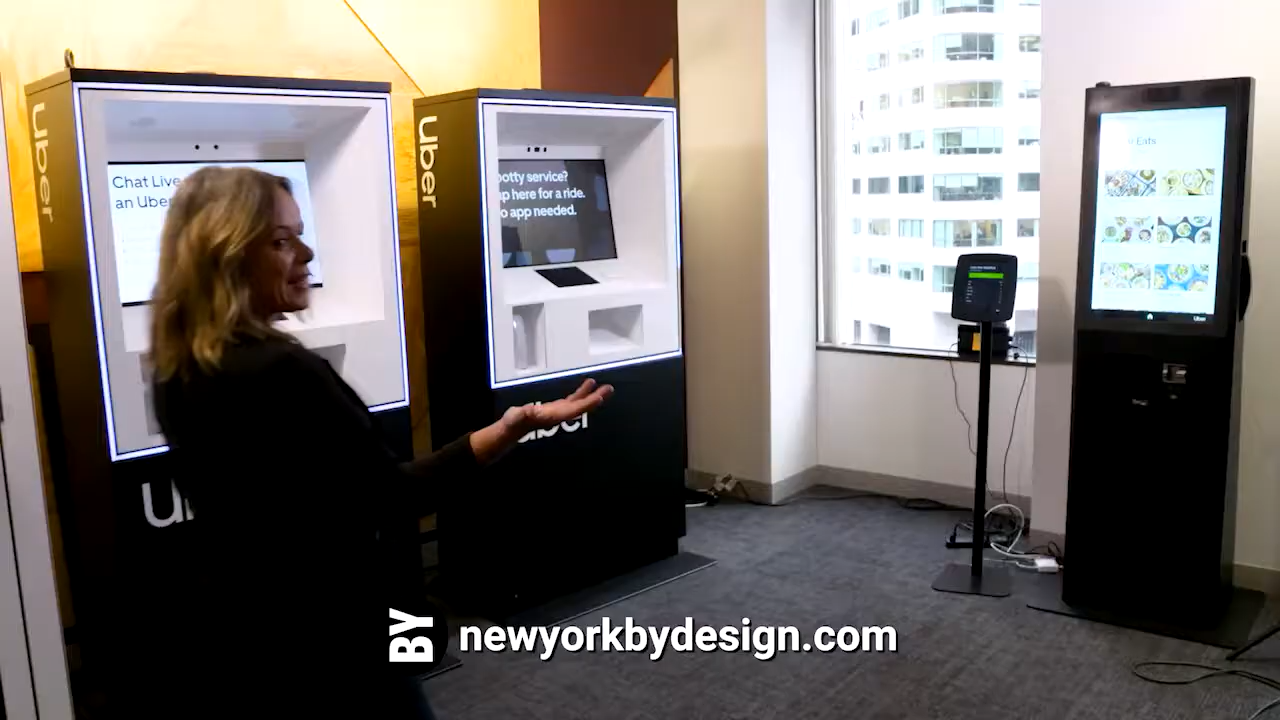 Uber
Chat Live
an Uber
Uber
potty service?
ap here for a ride.
o app needed.
Eats
Uber
Uber
BY newyorkbydesign.com